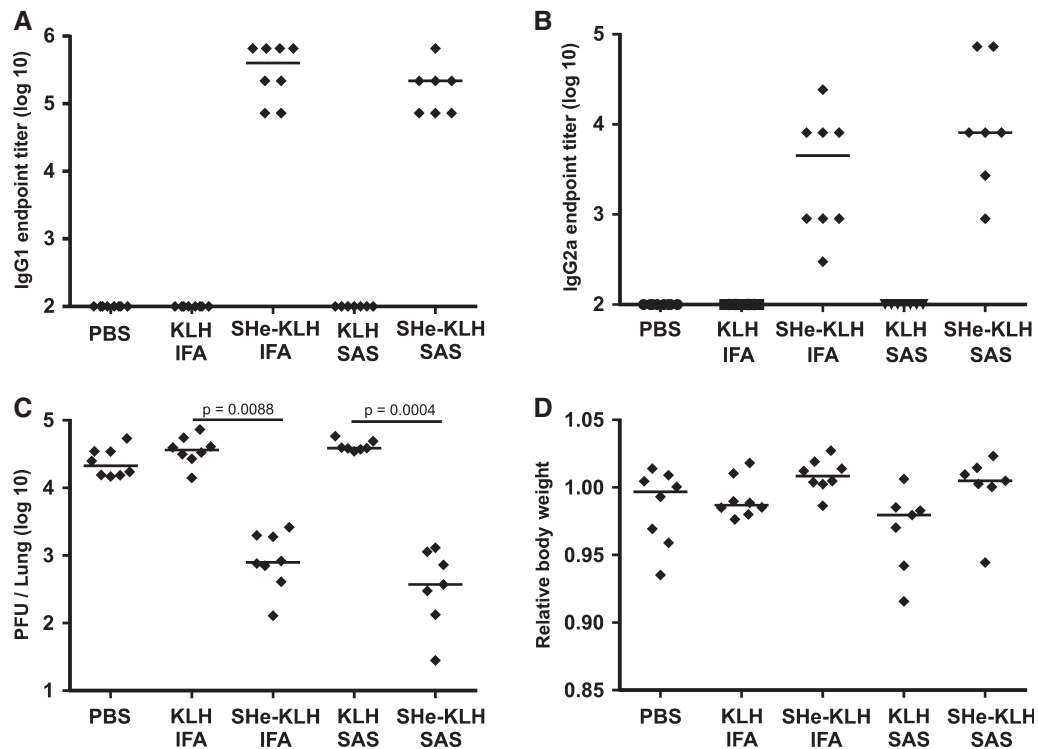 A
IgG1 endpoint titer (log 10)
6
5
4
3
2
PBS
KLH
IFA
SHe-KLH
IFA
KLH
SAS
SHe-KLH
SAS
B
IgG2a endpoint titer (log 10)
5
4
3
2
PBS
KLH
IFA
SHe-KLH
IFA
KLH
SAS
SHe-KLH
SAS
C
PFU / Lung (log 10)
5
4
3
2
1
p = 0.0088
p = 0.0004
PBS
KLH
IFA
SHe-KLH
IFA
KLH
SAS
SHe-KLH
SAS
D
Relative body weight
1.05
1.00
0.95
0.90
0.85
PBS
KLH
IFA
SHe-KLH
IFA
KLH
SAS
SHe-KLH
SAS